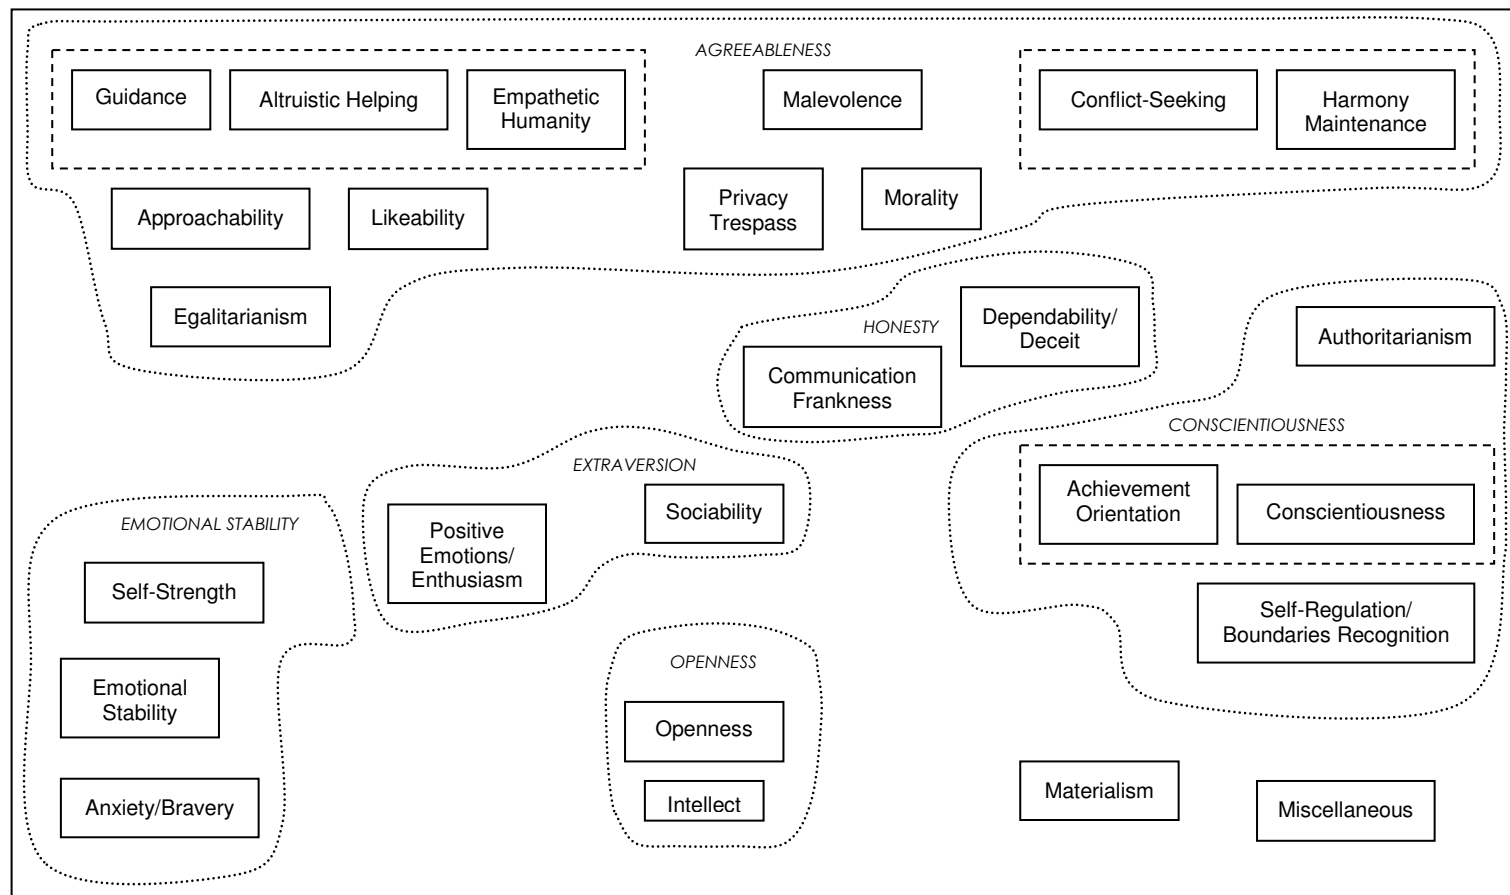 AGREEABLENESS
Guidance
Altruistic Helping
Empathetic
Humanity
Malevolence
Conflict-Seeking
Harmony
Maintenance
Approachability
Likeability
Privacy
Trespass
Morality
Egalitarianism
HONESTY
Dependability/
Deceit
Communication
Frankness
Authoritarianism
CONSCIENTIOUSNESS
Achievement
Orientation
Conscientiousness
Self-Regulation/
Boundaries Recognition
EXTRAVERSION
Sociability
Positive
Emotions/
Enthusiasm
EMOTIONAL STABILITY
Self-Strength
Emotional
Stability
Anxiety/Bravery
OPENNESS
Openness
Intellect
Materialism
Miscellaneous